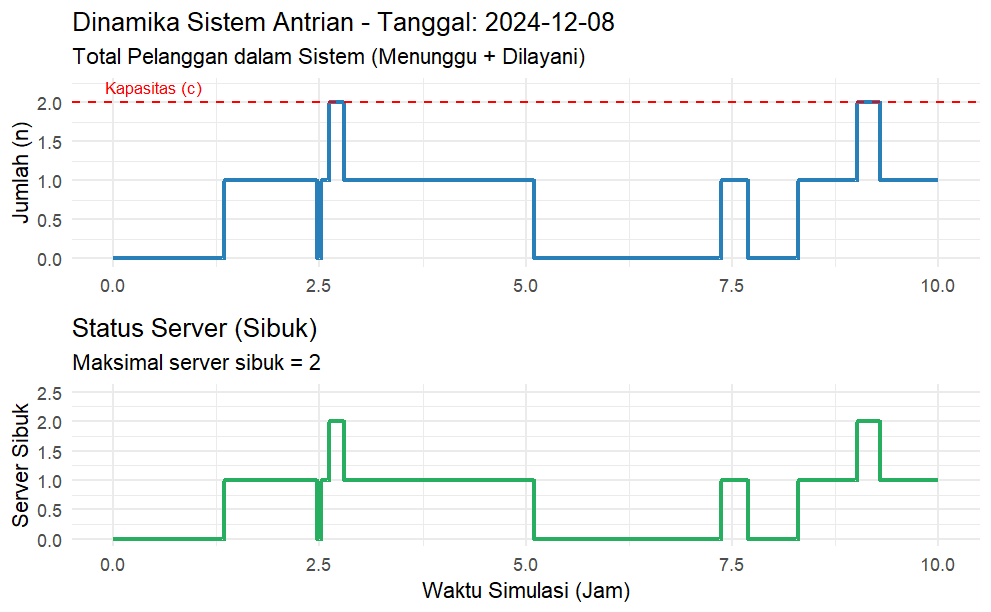 Dinamika Sistem Antrian - Tanggal: 2024-12-08
Total Pelanggan dalam Sistem (Menunggu + Dilayani)
Kapasitas (c)
Jumlah (n)
2.0
1.5
1.0
0.5
0.0
0.0 2.5 5.0 7.5 10.0
Status Server (Sibuk)
Maksimal server sibuk = 2
Server Sibuk
2.5
2.0
1.5
1.0
0.5
0.0
0.0 2.5 5.0 7.5 10.0
Waktu Simulasi (Jam)